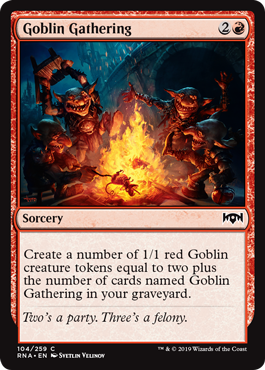 Goblin Gathering 2
Sorcery
Create a number of 1/1 red Goblin
creature tokens equal to two plus
the number of cards named Goblin
Gathering in your graveyard.
Two's a party. Three's a felony.
104/259 C
RNA • EN SVETLIN VELINOV
™ & © 2019 Wizards of the Coast